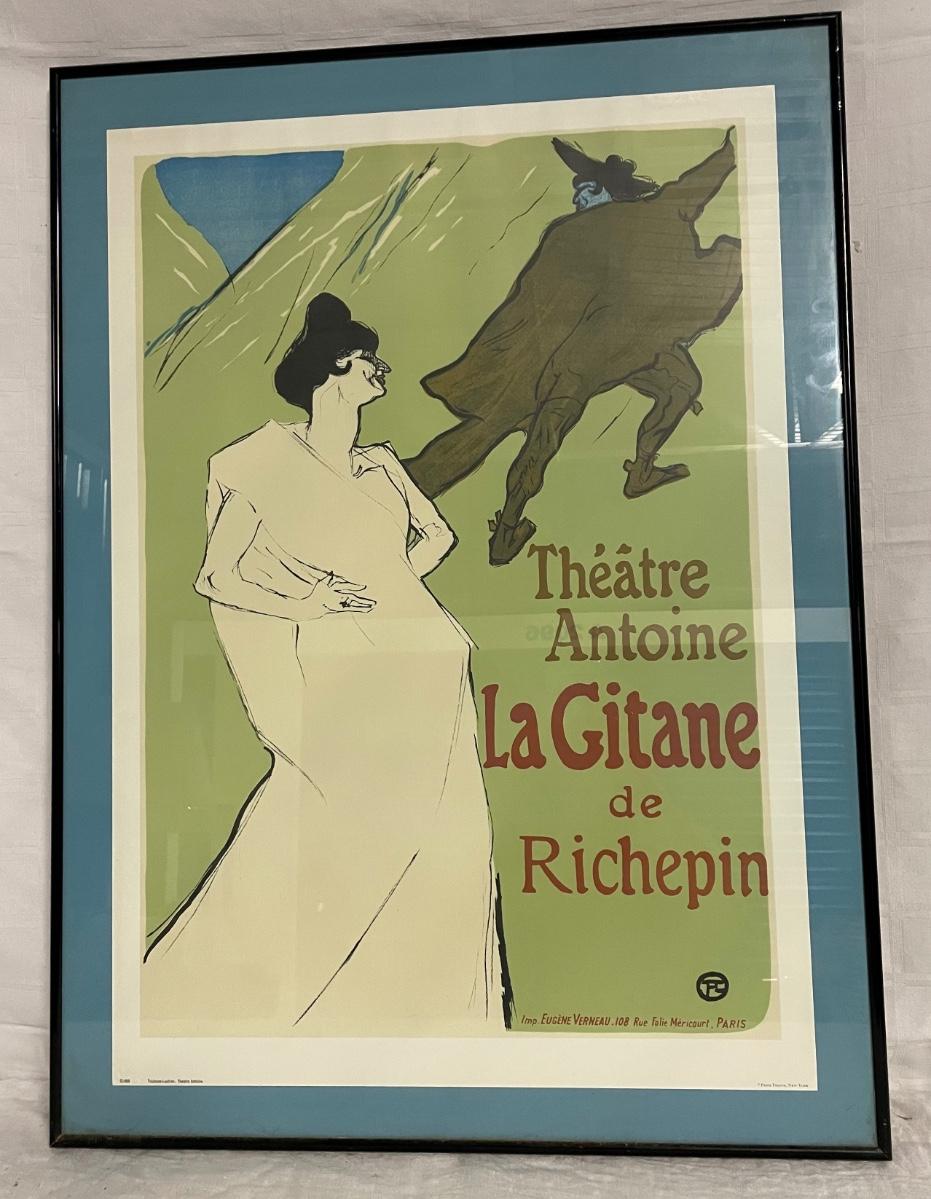 Théâtre
Antoine
La Gitane
de
Richepin
Imp. EUGÈNE VERNEAU. 108 Rue Folie Méricourt, PARIS